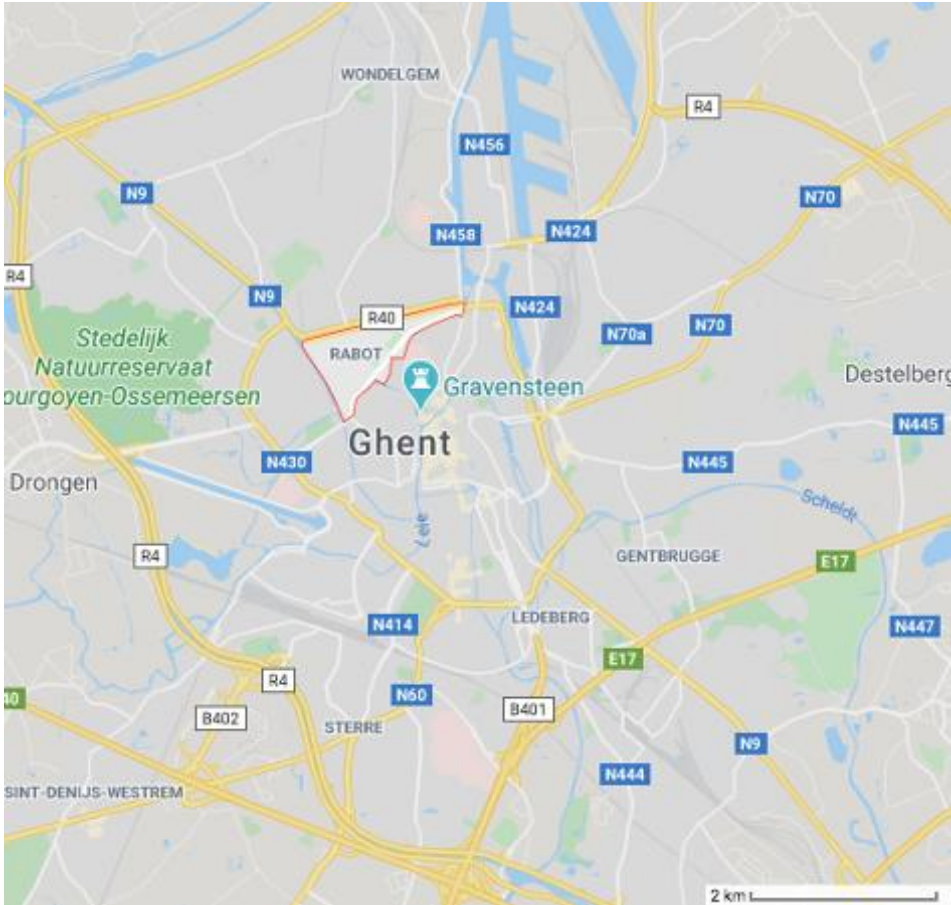 WONDELGEM
R4
N456
N9
N70
N458
N424
R4
N9
N424
R40
Stedelijk
Natuurreservaat
ourgoyen-Ossemeersen
RABOT
N70a
N70
Gravensteen
Destelberg
Ghent
N445
N430
N445
Drongen
Scheldt
Leie
R4
GENTBRUGGE
E17
N414
LEDEBERG
N447
E17
R4
N60
40
B402
STERRE
B401
N9
N444
SINT-DENIJS-WESTREM
2 km